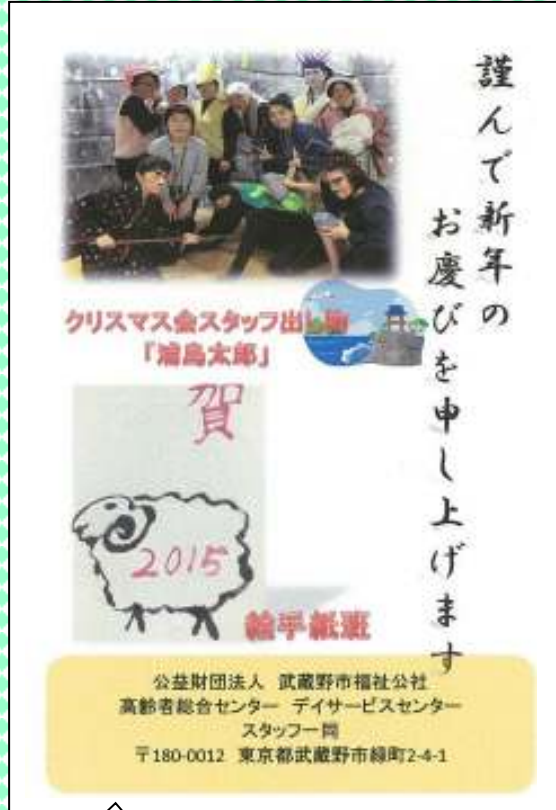 謹んで新年の
お慶びを申し上げます
クリスマス会スタッフ出し物
「浦島太郎」
賀
2015
絵手紙班
公益財団法人 武蔵野市福祉公社
高齢者総合センター デイサービスセンター
スタッフ一同
〒180-0012 東京都武蔵野市緑町2-4-1